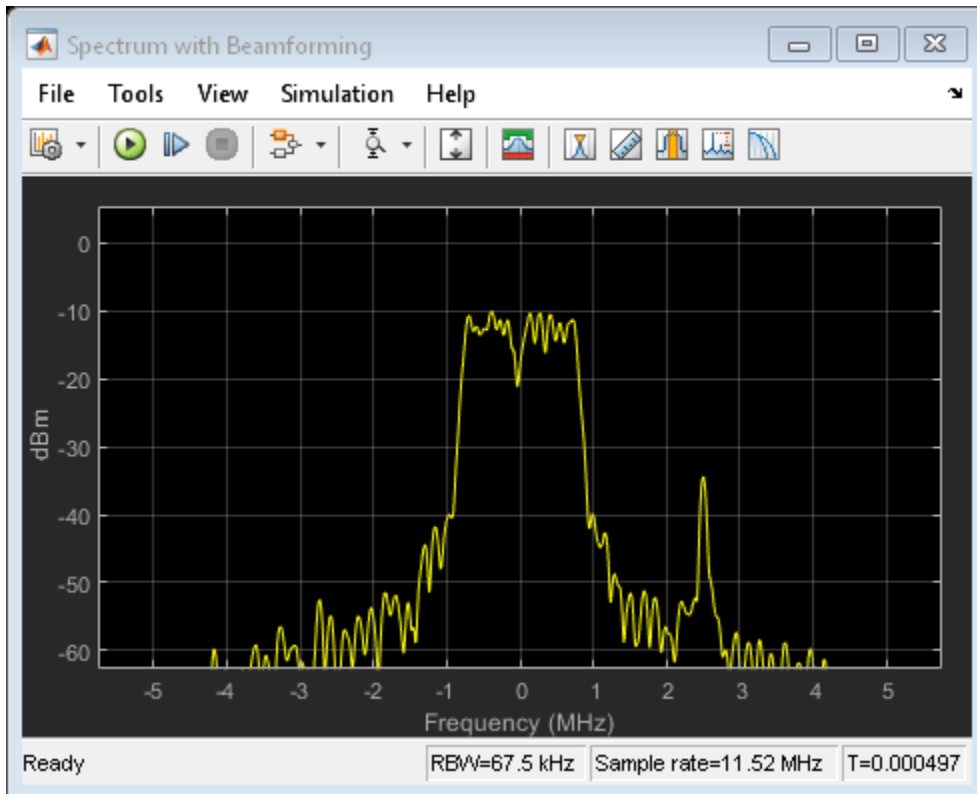 Spectrum with Beamforming
File Tools View Simulation Help
0
-10
-20
-30
-40
-50
-60
dBm
-5 -4 -3 -2 -1 0 1 2 3 4 5
Frequency (MHz)
Ready RBW=67.5 kHz Sample rate=11.52 MHz T=0.000497